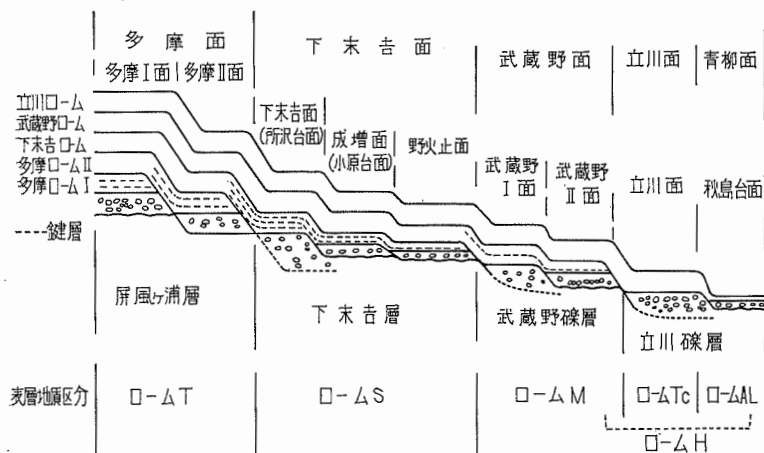 多摩面
下末吉面
武蔵野面
立川面
青柳面
多摩I面
多摩II面
下末吉面
(所沢台面)
成増面
(小原台面)
野火止面
武蔵野
I面
武蔵野
II面
立川面
秋島台面
立川ローム
武蔵野ローム
下末吉ローム
多摩ロームII
多摩ロームI
----鍵層
屏風ヶ浦層
下末吉層
武蔵野礫層
立川礫層
表層地質区分
ロームT
ロームS
ロームM
ロームTc
ロームAL
ロームH